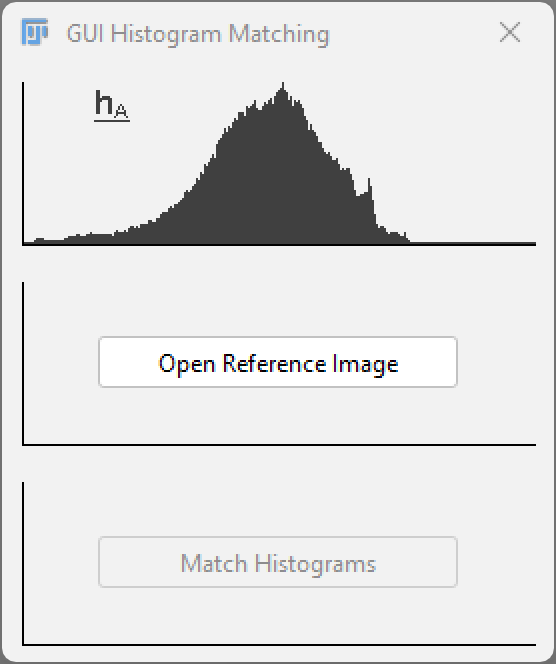 GUI Histogram Matching
hA
Open Reference Image
Match Histograms